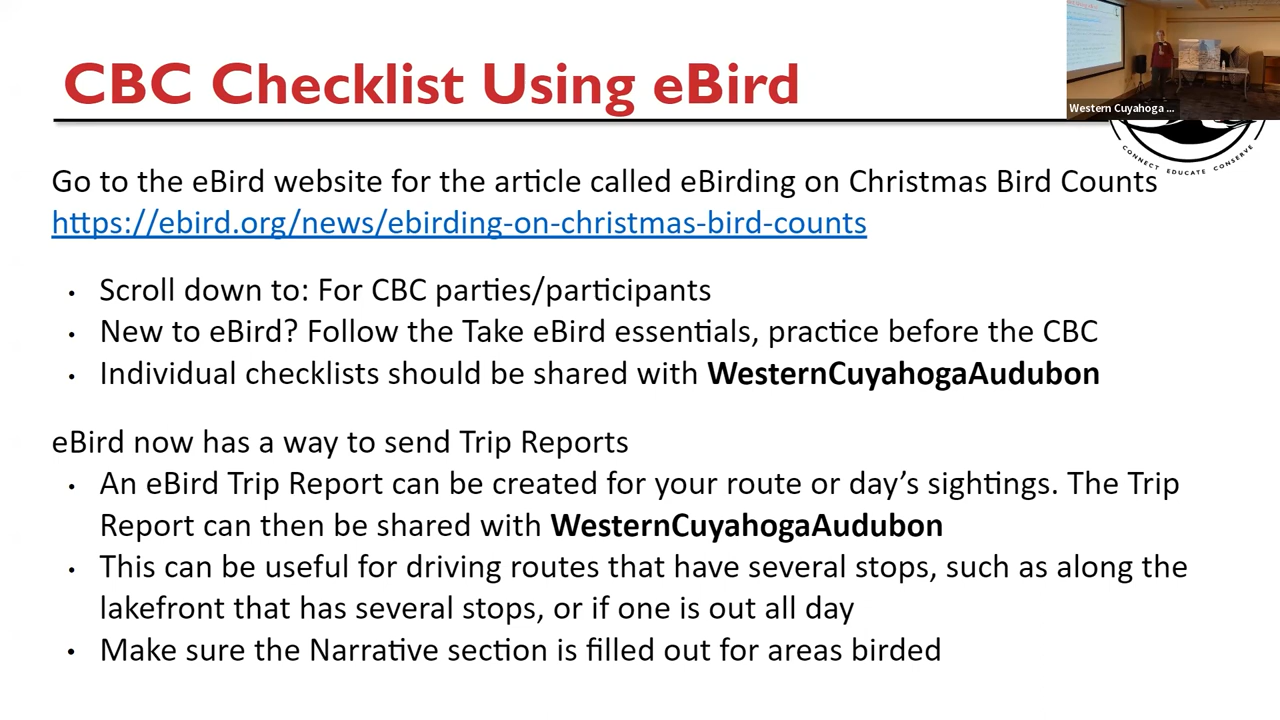 CBC Checklist Using eBird
Western Cuyahoga ...
CONNECT EDUCATE CONSERVE
Go to the eBird website for the article called eBirding on Christmas Bird Counts
https://ebird.org/news/ebirding-on-christmas-bird-counts
• Scroll down to: For CBC parties/participants
• New to eBird? Follow the Take eBird essentials, practice before the CBC
• Individual checklists should be shared with WesternCuyahogaAudubon
eBird now has a way to send Trip Reports
• An eBird Trip Report can be created for your route or day’s sightings. The Trip
Report can then be shared with WesternCuyahogaAudubon
• This can be useful for driving routes that have several stops, such as along the
lakefront that has several stops, or if one is out all day
• Make sure the Narrative section is filled out for areas birded